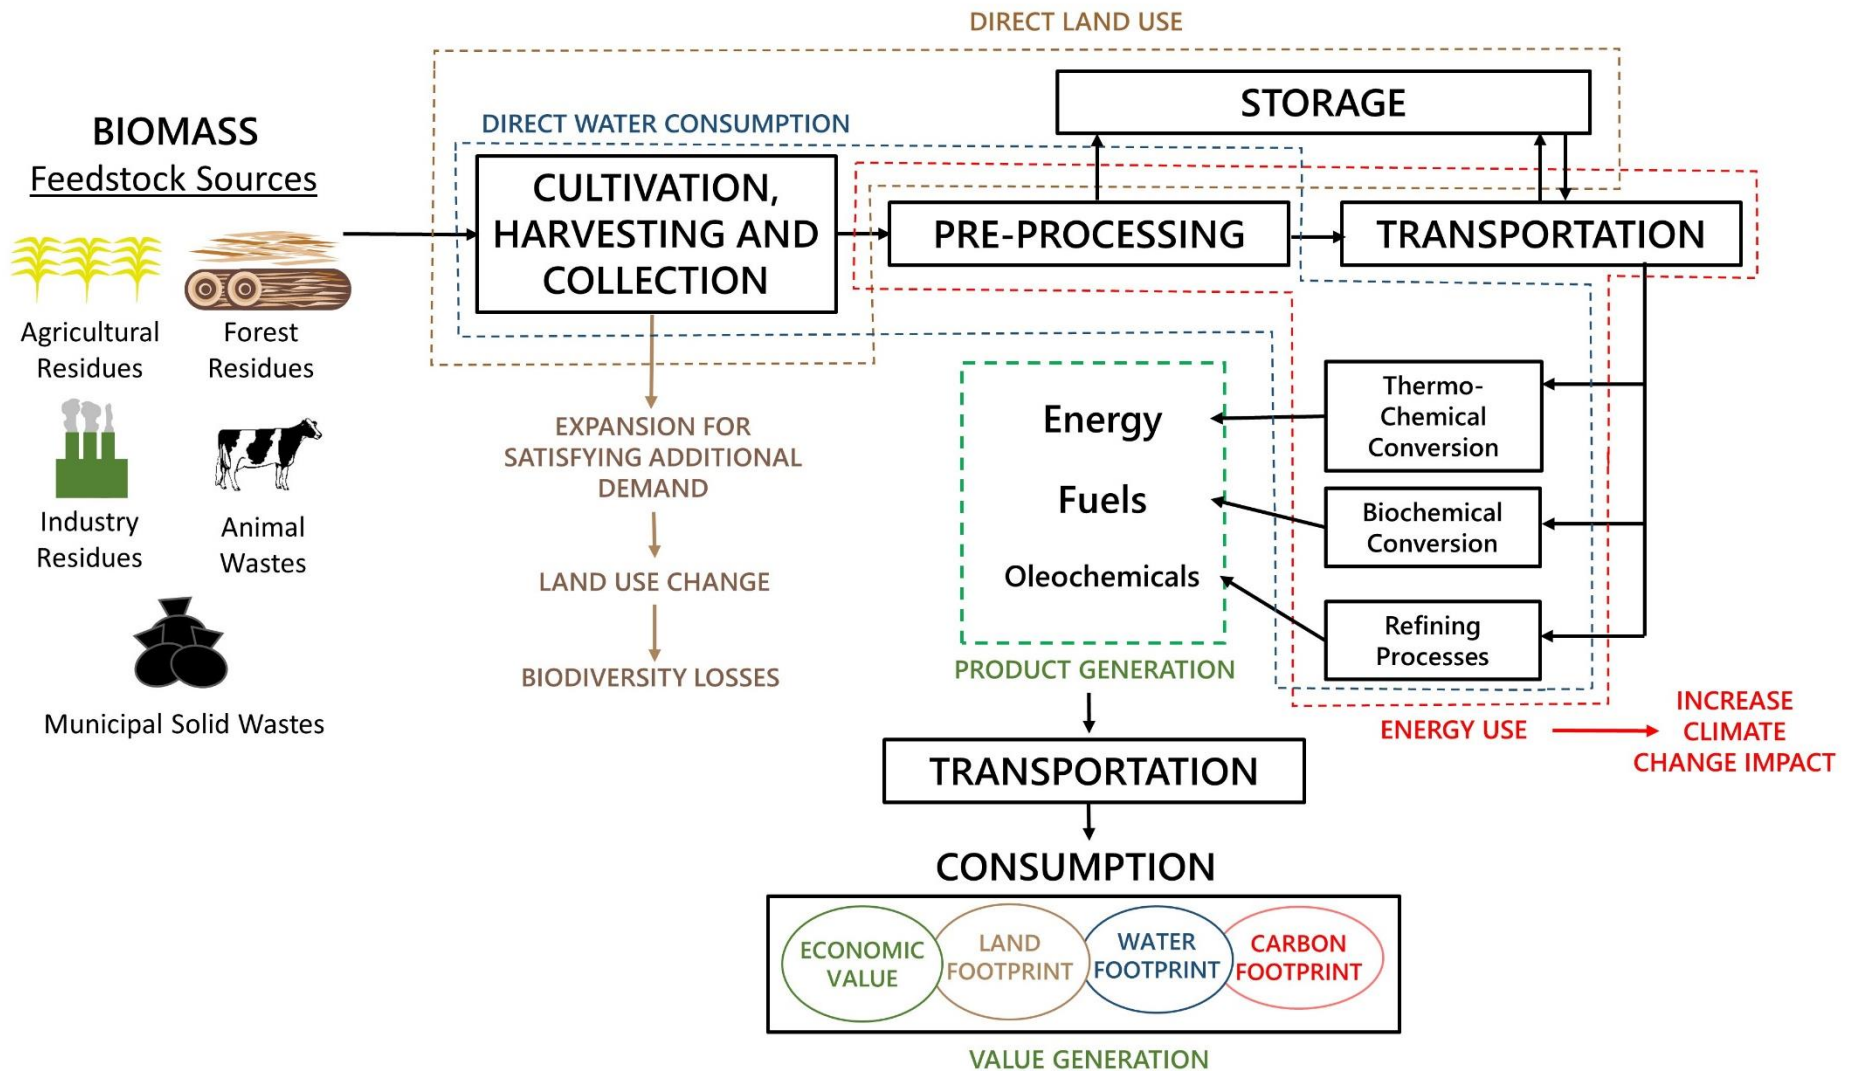 DIRECT LAND USE
STORAGE
BIOMASS
Feedstock Sources
DIRECT WATER CONSUMPTION
CULTIVATION,
HARVESTING AND
COLLECTION
PRE-PROCESSING
TRANSPORTATION
Agricultural
Residues
Forest
Residues
Industry
Residues
Animal
Wastes
Municipal Solid Wastes
EXPANSION FOR
SATISFYING ADDITIONAL
DEMAND
LAND USE CHANGE
BIODIVERSITY LOSSES
Energy
Fuels
Oleochemicals
PRODUCT GENERATION
Thermo-
Chemical
Conversion
Biochemical
Conversion
Refining
Processes
ENERGY USE
INCREASE
CLIMATE
CHANGE IMPACT
TRANSPORTATION
CONSUMPTION
ECONOMIC
VALUE
LAND
FOOTPRINT
WATER
FOOTPRINT
CARBON
FOOTPRINT
VALUE GENERATION